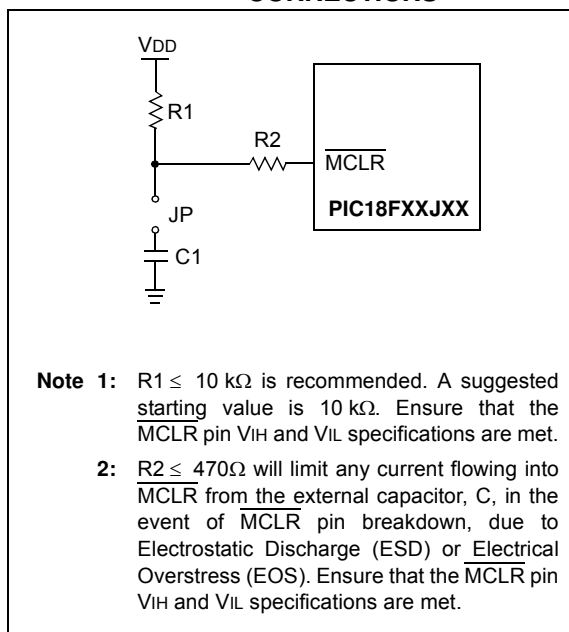 VDD
R1
R2
MCLR
PIC18FXXJXX
JP
C1
Note 1: R1 ≤ 10 kΩ is recommended. A suggested
starting value is 10 kΩ. Ensure that the
MCLR pin VIH and VIL specifications are met.
2: R2 ≤ 470Ω will limit any current flowing into
MCLR from the external capacitor, C, in the
event of MCLR pin breakdown, due to
Electrostatic Discharge (ESD) or Electrical
Overstress (EOS). Ensure that the MCLR pin
VIH and VIL specifications are met.